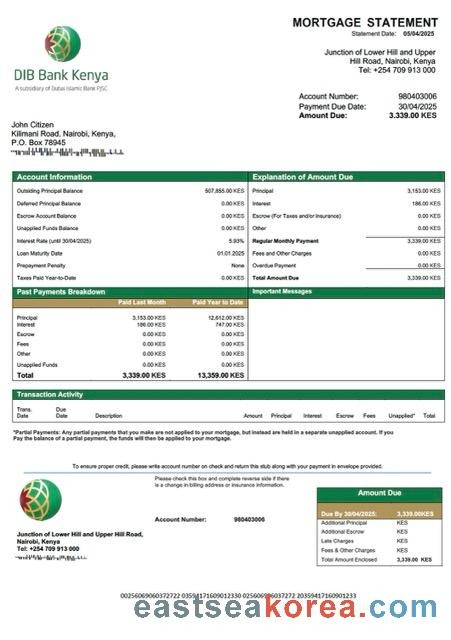 MORTGAGE STATEMENT
Statement Date: 05/04/2025
DIB Bank Kenya
A subsidiary of Dubai Islamic Bank PJSC
Junction of Lower Hill and Upper
Hill Road, Nairobi, Kenya
Tel: +254 709 913 000
Account Number: 980403006
Payment Due Date: 30/04/2025
Amount Due: 3.339.00 KES
John Citizen
Kilimani Road, Nairobi, Kenya,
P.O. Box 78945
Account Information
Outsiding Principal Balance 507,855.00 KES
Deferred Principal Balance 0.00 KES
Escrow Account Balance 0.00 KES
Unapplied Funds Balance 0.00 KES
Interest Rate (until 30/04/2025) 5.93%
Loan Maturity Date 01.01.2025
Prepayment Penalty None
Taxes Paid Year-to-Date 0.00 KES
Explanation of Amount Due
Principal 3,153.00 KES
Interest 186.00 KES
Escrow (For Taxes and/or insurance) 0.00 KES
Other 0.00 KES
Regular Monthly Payment 3,339.00 KES
Fees and Other Charges 0.00 KES
Overdue Payment 0.00 KES
Total Amount Due 3,339.00 KES
Past Payments Breakdown
Paid Last Month Paid Year to Date
Principal 3,153.00 KES 12,612.00 KES
Interest 186.00 KES 747.00 KES
Escrow 0.00 KES 0.00 KES
Fees 0.00 KES 0.00 KES
Other 0.00 KES 0.00 KES
Unapplied Funds 0.00 KES 0.00 KES
Total 3,339.00 KES 13,359.00 KES
Important Messages
Transaction Activity
Trans. Date Due Date Description Amount Principal Interest Escrow Fees Unapplied* Total
*Partial Payments: Any partial payments that you make are not applied to your mortgage, but instead are held in a separate unapplied account. If you
Pay the balance of a partial payment, the funds will then be applied to your mortgage.
To ensure proper credit, please write account number on check and return this stub along with your payment in envelope provided.
Please check this box and complete reverse side if there
is a change in billing address or insurance information.
Account Number: 980403006
Junction of Lower Hill and Upper Hill Road,
Nairobi, Kenya
Tel: +254 709 913 000
Amount Due
Due By 30/04/2025: 3,339.00KES
Additional Principal KES
Additional Escrow KES
Late Charges KES
Fees & Other Charges KES
Total Amount Enclosed 3,339.00 KES
eastseakorea.com